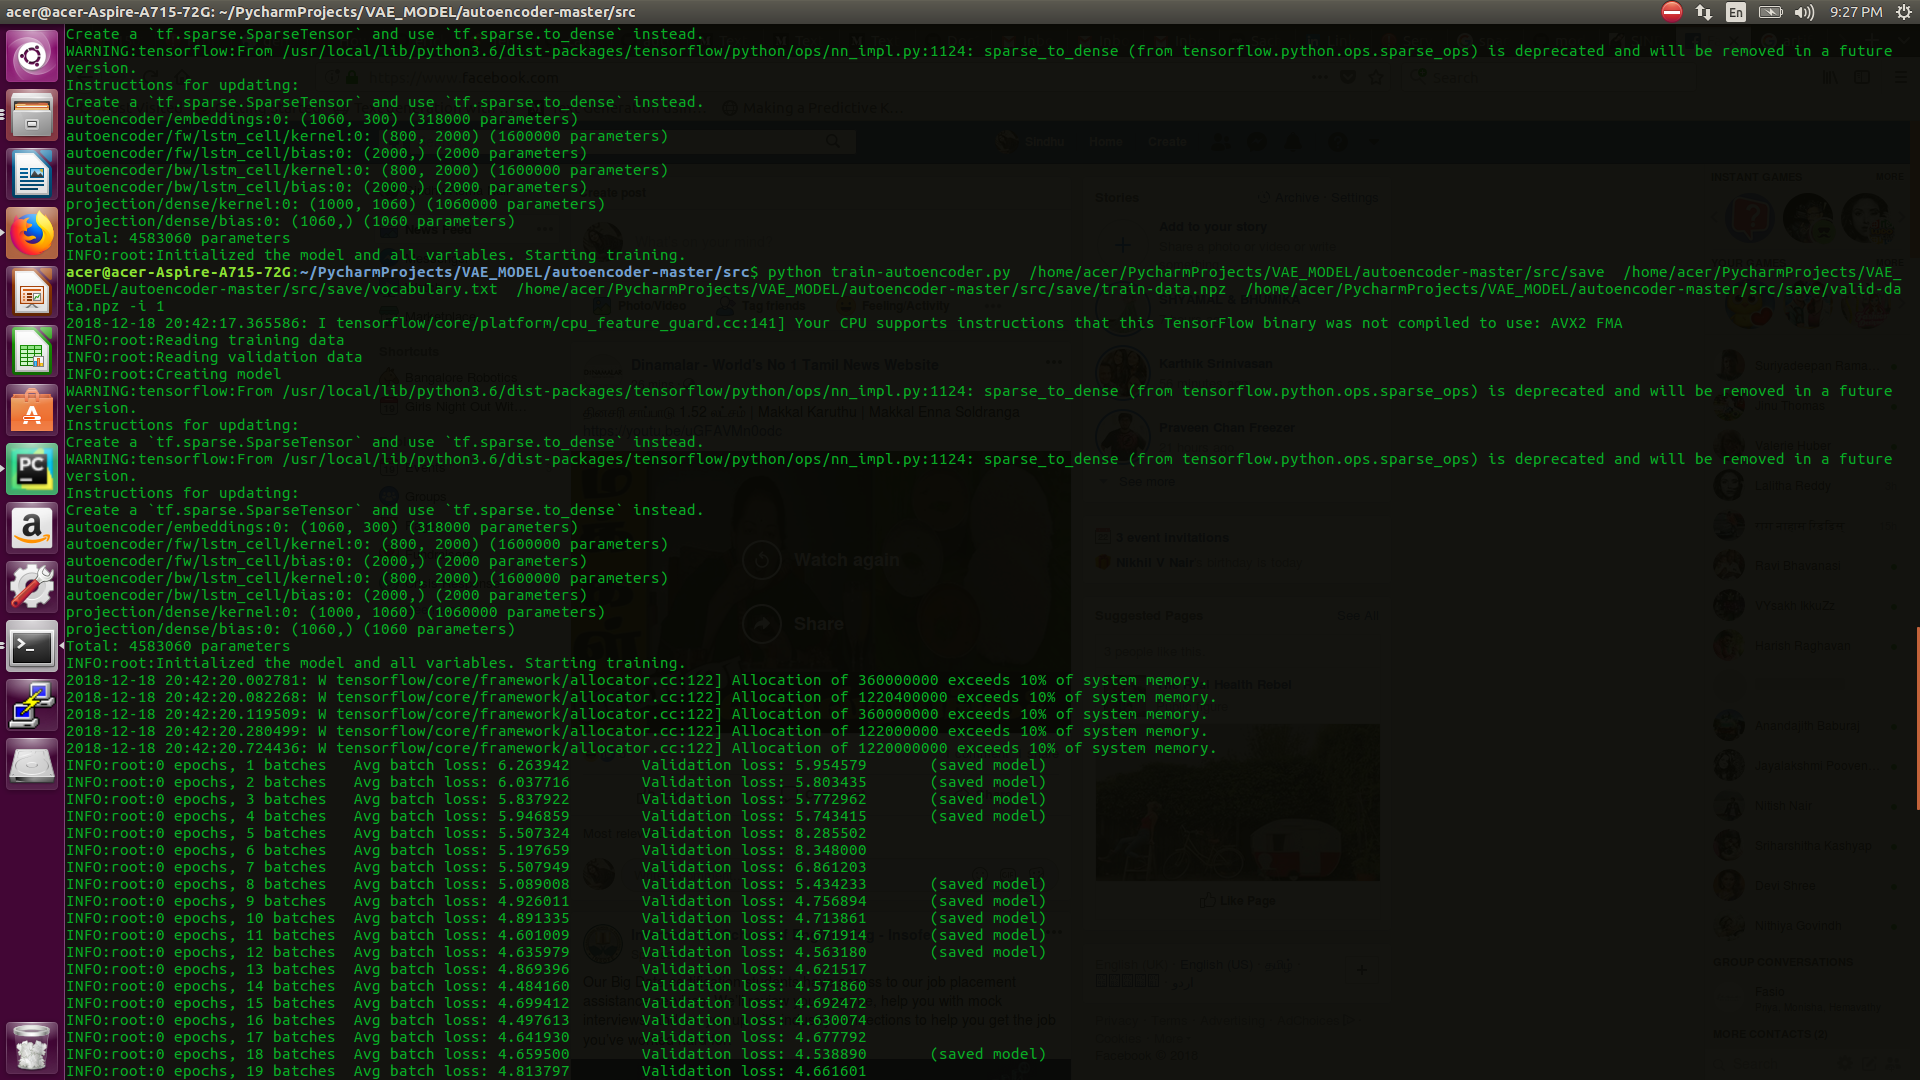 acer@acer-Aspire-A715-72G: ~/PycharmProjects/VAE_MODEL/autoencoder-master/src
En
9:27 PM
Create a `tf.sparse.SparseTensor` and use `tf.sparse.to_dense` instead.
WARNING:tensorflow:From /usr/local/lib/python3.6/dist-packages/tensorflow/python/ops/nn_impl.py:1124: sparse_to_dense (from tensorflow.python.ops.sparse_ops) is deprecated and will be removed in a future
version.
Instructions for updating:
Create a `tf.sparse.SparseTensor` and use `tf.sparse.to_dense` instead.
autoencoder/embeddings:0: (1060, 300) (318000 parameters)
autoencoder/fw/lstm_cell/kernel:0: (800, 2000) (1600000 parameters)
autoencoder/fw/lstm_cell/bias:0: (2000,) (2000 parameters)
autoencoder/bw/lstm_cell/kernel:0: (800, 2000) (1600000 parameters)
autoencoder/bw/lstm_cell/bias:0: (2000,) (2000 parameters)
projection/dense/kernel:0: (1000, 1060) (1060000 parameters)
projection/dense/bias:0: (1060,) (1060 parameters)
Total: 4583060 parameters
INFO:root:Initialized the model and all variables. Starting training.
acer@acer-Aspire-A715-72G:~/PycharmProjects/VAE_MODEL/autoencoder-master/src$ python train-autoencoder.py  /home/acer/PycharmProjects/VAE_MODEL/autoencoder-master/src/save  /home/acer/PycharmProjects/VAE_
MODEL/autoencoder-master/src/save/vocabulary.txt  /home/acer/PycharmProjects/VAE_MODEL/autoencoder-master/src/save/train-data.npz  /home/acer/PycharmProjects/VAE_MODEL/autoencoder-master/src/save/valid-da
ta.npz -i 1
2018-12-18 20:42:17.365586: I tensorflow/core/platform/cpu_feature_guard.cc:141] Your CPU supports instructions that this TensorFlow binary was not compiled to use: AVX2 FMA
INFO:root:Reading training data
INFO:root:Reading validation data
INFO:root:Creating model
WARNING:tensorflow:From /usr/local/lib/python3.6/dist-packages/tensorflow/python/ops/nn_impl.py:1124: sparse_to_dense (from tensorflow.python.ops.sparse_ops) is deprecated and will be removed in a future
version.
Instructions for updating:
Create a `tf.sparse.SparseTensor` and use `tf.sparse.to_dense` instead.
WARNING:tensorflow:From /usr/local/lib/python3.6/dist-packages/tensorflow/python/ops/nn_impl.py:1124: sparse_to_dense (from tensorflow.python.ops.sparse_ops) is deprecated and will be removed in a future
version.
Instructions for updating:
Create a `tf.sparse.SparseTensor` and use `tf.sparse.to_dense` instead.
autoencoder/embeddings:0: (1060, 300) (318000 parameters)
autoencoder/fw/lstm_cell/kernel:0: (800, 2000) (1600000 parameters)
autoencoder/fw/lstm_cell/bias:0: (2000,) (2000 parameters)
autoencoder/bw/lstm_cell/kernel:0: (800, 2000) (1600000 parameters)
autoencoder/bw/lstm_cell/bias:0: (2000,) (2000 parameters)
projection/dense/kernel:0: (1000, 1060) (1060000 parameters)
projection/dense/bias:0: (1060,) (1060 parameters)
Total: 4583060 parameters
INFO:root:Initialized the model and all variables. Starting training.
2018-12-18 20:42:20.002781: W tensorflow/core/framework/allocator.cc:122] Allocation of 360000000 exceeds 10% of system memory.
2018-12-18 20:42:20.082268: W tensorflow/core/framework/allocator.cc:122] Allocation of 1220400000 exceeds 10% of system memory.
2018-12-18 20:42:20.119509: W tensorflow/core/framework/allocator.cc:122] Allocation of 360000000 exceeds 10% of system memory.
2018-12-18 20:42:20.280499: W tensorflow/core/framework/allocator.cc:122] Allocation of 122000000 exceeds 10% of system memory.
2018-12-18 20:42:20.724436: W tensorflow/core/framework/allocator.cc:122] Allocation of 1220000000 exceeds 10% of system memory.
INFO:root:0 epochs, 1 batches   Avg batch loss: 6.263942        Validation loss: 5.954579       (saved model)
INFO:root:0 epochs, 2 batches   Avg batch loss: 6.037716        Validation loss: 5.803435       (saved model)
INFO:root:0 epochs, 3 batches   Avg batch loss: 5.837922        Validation loss: 5.772962       (saved model)
INFO:root:0 epochs, 4 batches   Avg batch loss: 5.946859        Validation loss: 5.743415       (saved model)
INFO:root:0 epochs, 5 batches   Avg batch loss: 5.507324        Validation loss: 8.285502
INFO:root:0 epochs, 6 batches   Avg batch loss: 5.197659        Validation loss: 8.348000
INFO:root:0 epochs, 7 batches   Avg batch loss: 5.507949        Validation loss: 6.861203
INFO:root:0 epochs, 8 batches   Avg batch loss: 5.089008        Validation loss: 5.434233       (saved model)
INFO:root:0 epochs, 9 batches   Avg batch loss: 4.926011        Validation loss: 4.756894       (saved model)
INFO:root:0 epochs, 10 batches  Avg batch loss: 4.891335        Validation loss: 4.713861       (saved model)
INFO:root:0 epochs, 11 batches  Avg batch loss: 4.601009        Validation loss: 4.671914       (saved model)
INFO:root:0 epochs, 12 batches  Avg batch loss: 4.635979        Validation loss: 4.563180       (saved model)
INFO:root:0 epochs, 13 batches  Avg batch loss: 4.869396        Validation loss: 4.621517
INFO:root:0 epochs, 14 batches  Avg batch loss: 4.484160        Validation loss: 4.571860
INFO:root:0 epochs, 15 batches  Avg batch loss: 4.699412        Validation loss: 4.692472
INFO:root:0 epochs, 16 batches  Avg batch loss: 4.497613        Validation loss: 4.630074
INFO:root:0 epochs, 17 batches  Avg batch loss: 4.641930        Validation loss: 4.677792
INFO:root:0 epochs, 18 batches  Avg batch loss: 4.659500        Validation loss: 4.538890       (saved model)
INFO:root:0 epochs, 19 batches  Avg batch loss: 4.813797        Validation loss: 4.661601